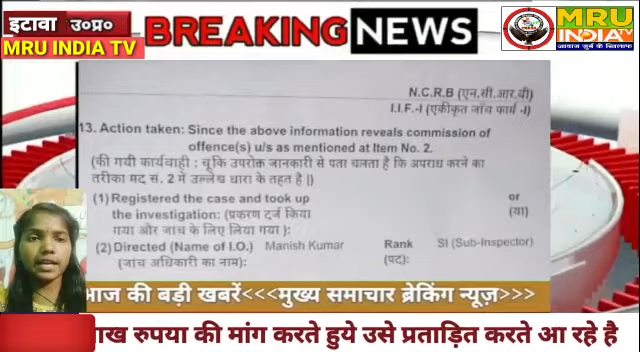 इटावा उ०प्र०
MRU INDIA TV
BREAKING NEWS
MRU
INDIA TV
आवाज जुर्म के खिलाफ
N.C.R.B (एन.सी.आर.बी)
I.I.F.-I (एकीकृत जाँच फार्म -I)
13. Action taken: Since the above information reveals commission of
offence(s) u/s as mentioned at Item No. 2.
(की गयी कार्यवाही : चूंकि उपरोक्त जानकारी से पता चलता है कि अपराध करने का
तरीका मद स. 2 में उल्लेख धारा के तहत है |)
(1) Registered the case and took up or
the investigation: (प्रकरण दर्ज किया (या)
गया और जांच के लिए लिया गया ):
(2) Directed (Name of I.O.) Manish Kumar Rank SI (Sub-Inspector)
(जांच अधिकारी का नाम): (पद):
आज की बड़ी खबरें<<<मुख्य समाचार ब्रेकिंग न्यूज़>>>
रुपया की मांग करते हुये उसे प्रताड़ित करते आ रहे है